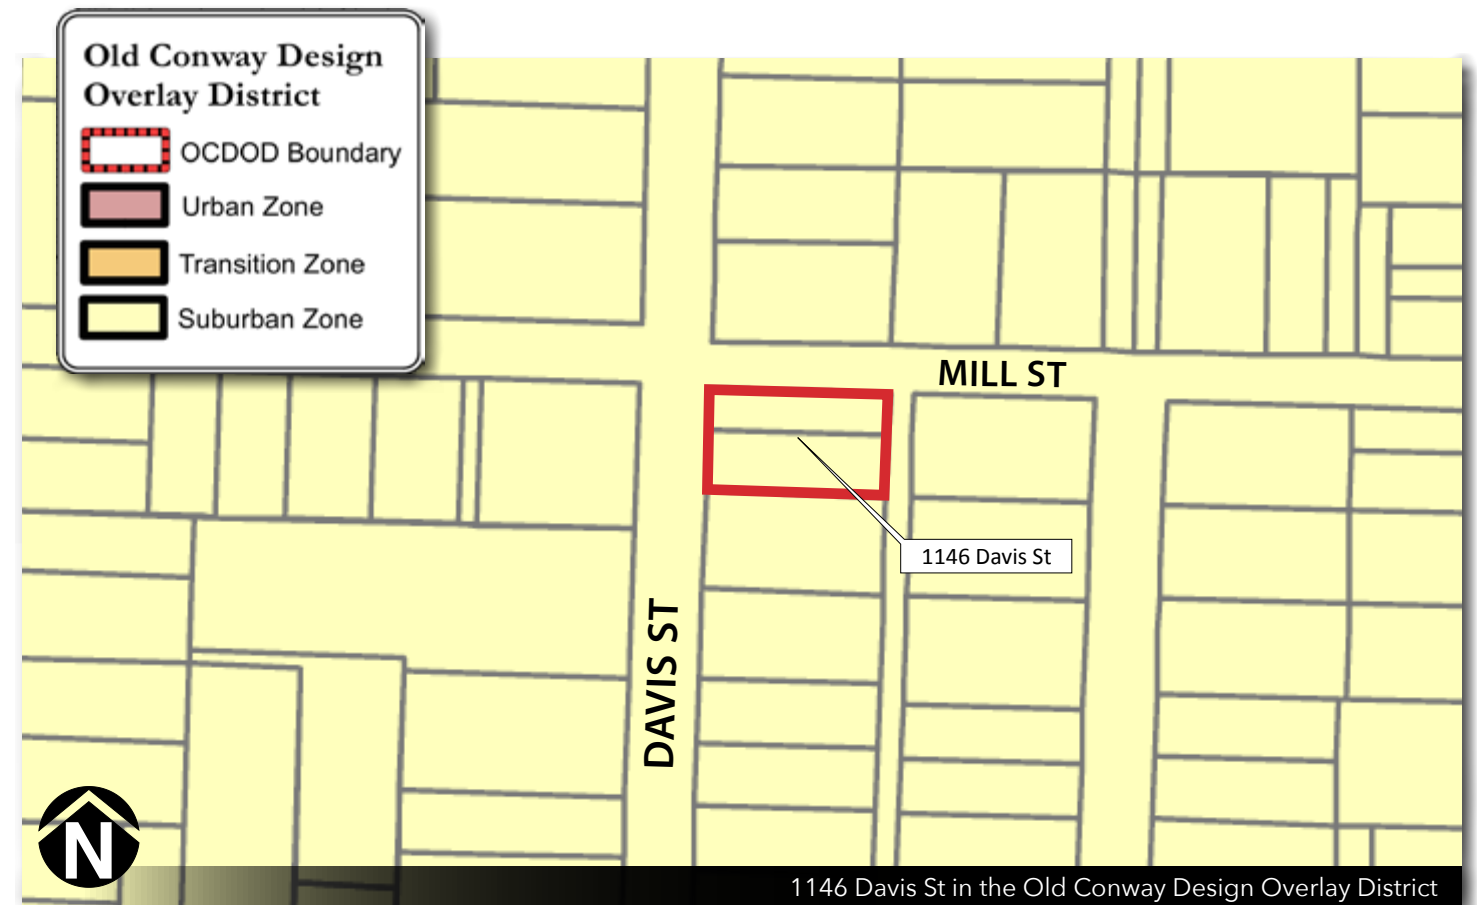 Old Conway Design
Overlay District
OCDOD Boundary
Urban Zone
Transition Zone
Suburban Zone
MILL ST
1146 Davis St
DAVIS ST
N
1146 Davis St in the Old Conway Design Overlay District